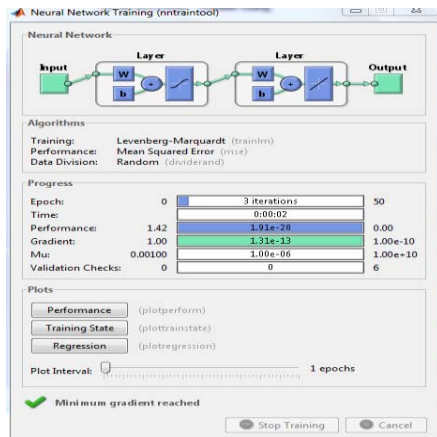 Neural Network Training (nntraintool)
Neural Network
Layer Layer
Input Output
W W
b b
+ +
Algorithms
Training: Levenberg-Marquardt (trainlm)
Performance: Mean Squared Error (mse)
Data Division: Random (dividerand)
Progress
Epoch: 0 3 iterations 50
Time: 0:00:02
Performance: 1.42 1.91e-28 0.00
Gradient: 1.00 1.31e-13 1.00e-10
Mu: 0.00100 1.00e-06 1.00e+10
Validation Checks: 0 0 6
Plots
Performance (plotperform)
Training State (plottrainstate)
Regression (plotregression)
Plot Interval: 1 epochs
Minimum gradient reached
Stop Training Cancel